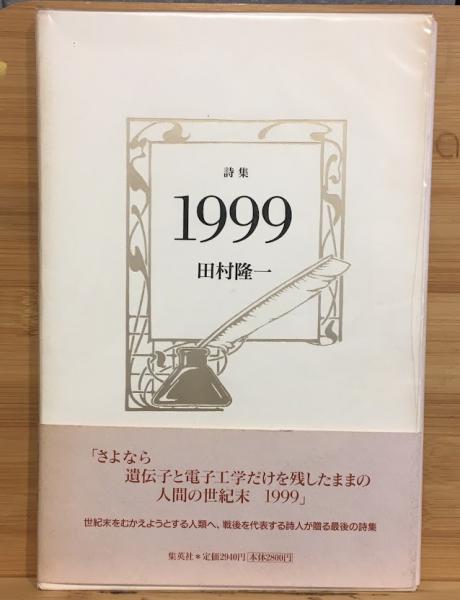 詩集
1999
田村隆一
「さよなら
遺伝子と電子工学だけを残したままの
人間の世紀末 1999」
世紀末をむかえようとする人類へ、戦後を代表する詩人が贈る最後の詩集
集英社*定価2940円 本体2800円